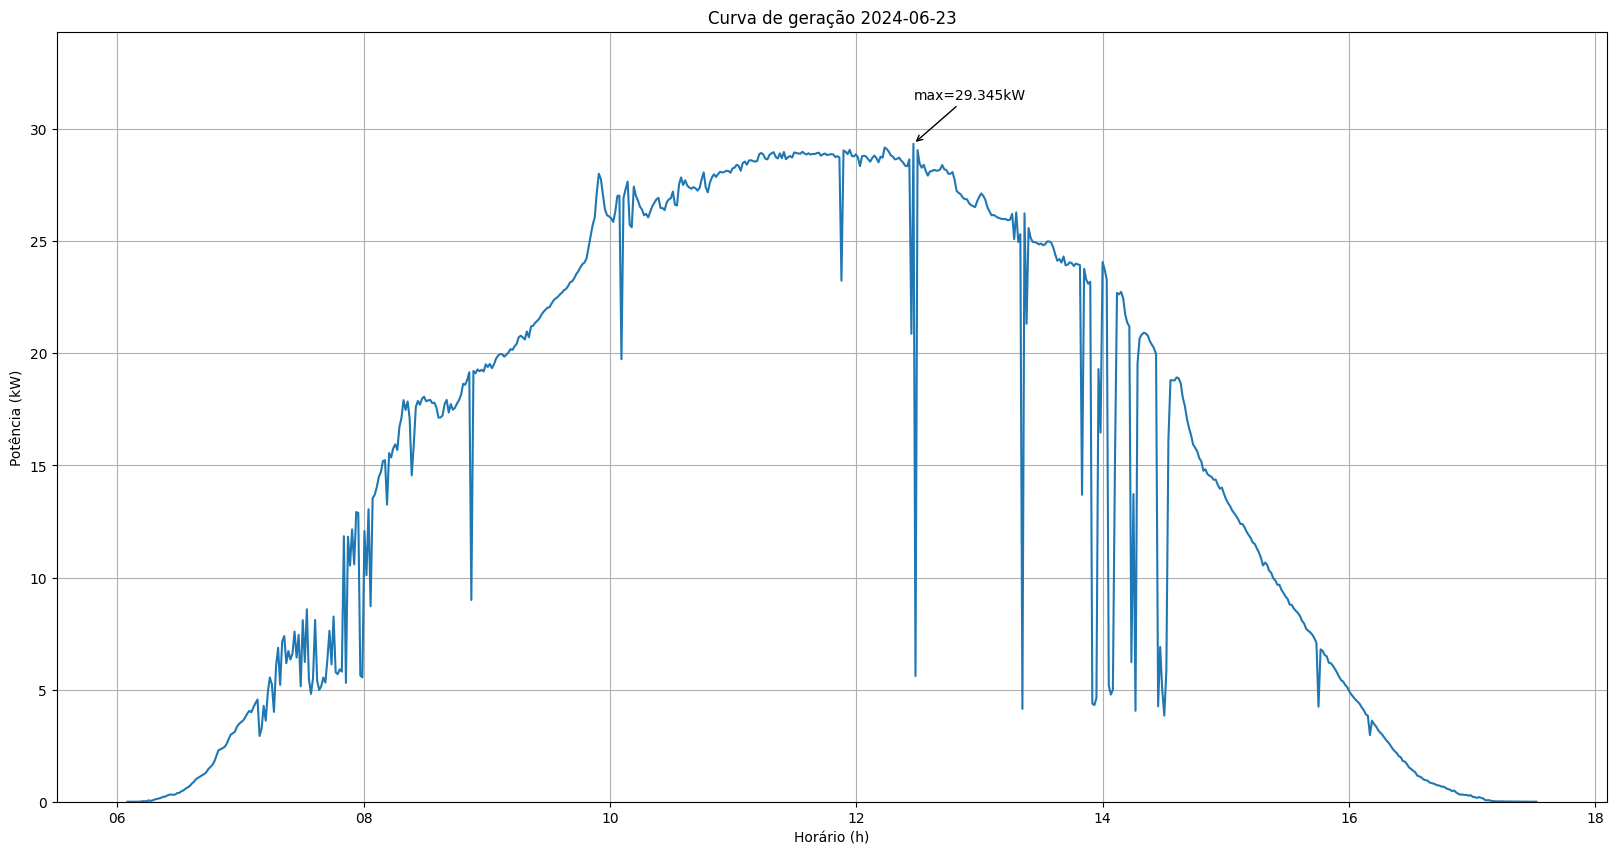 Curva de geração 2024-06-23
max=29.345kW
30
25
20
15
10
5
0
Potência (kW)
06 08 10 12 14 16 18
Horário (h)